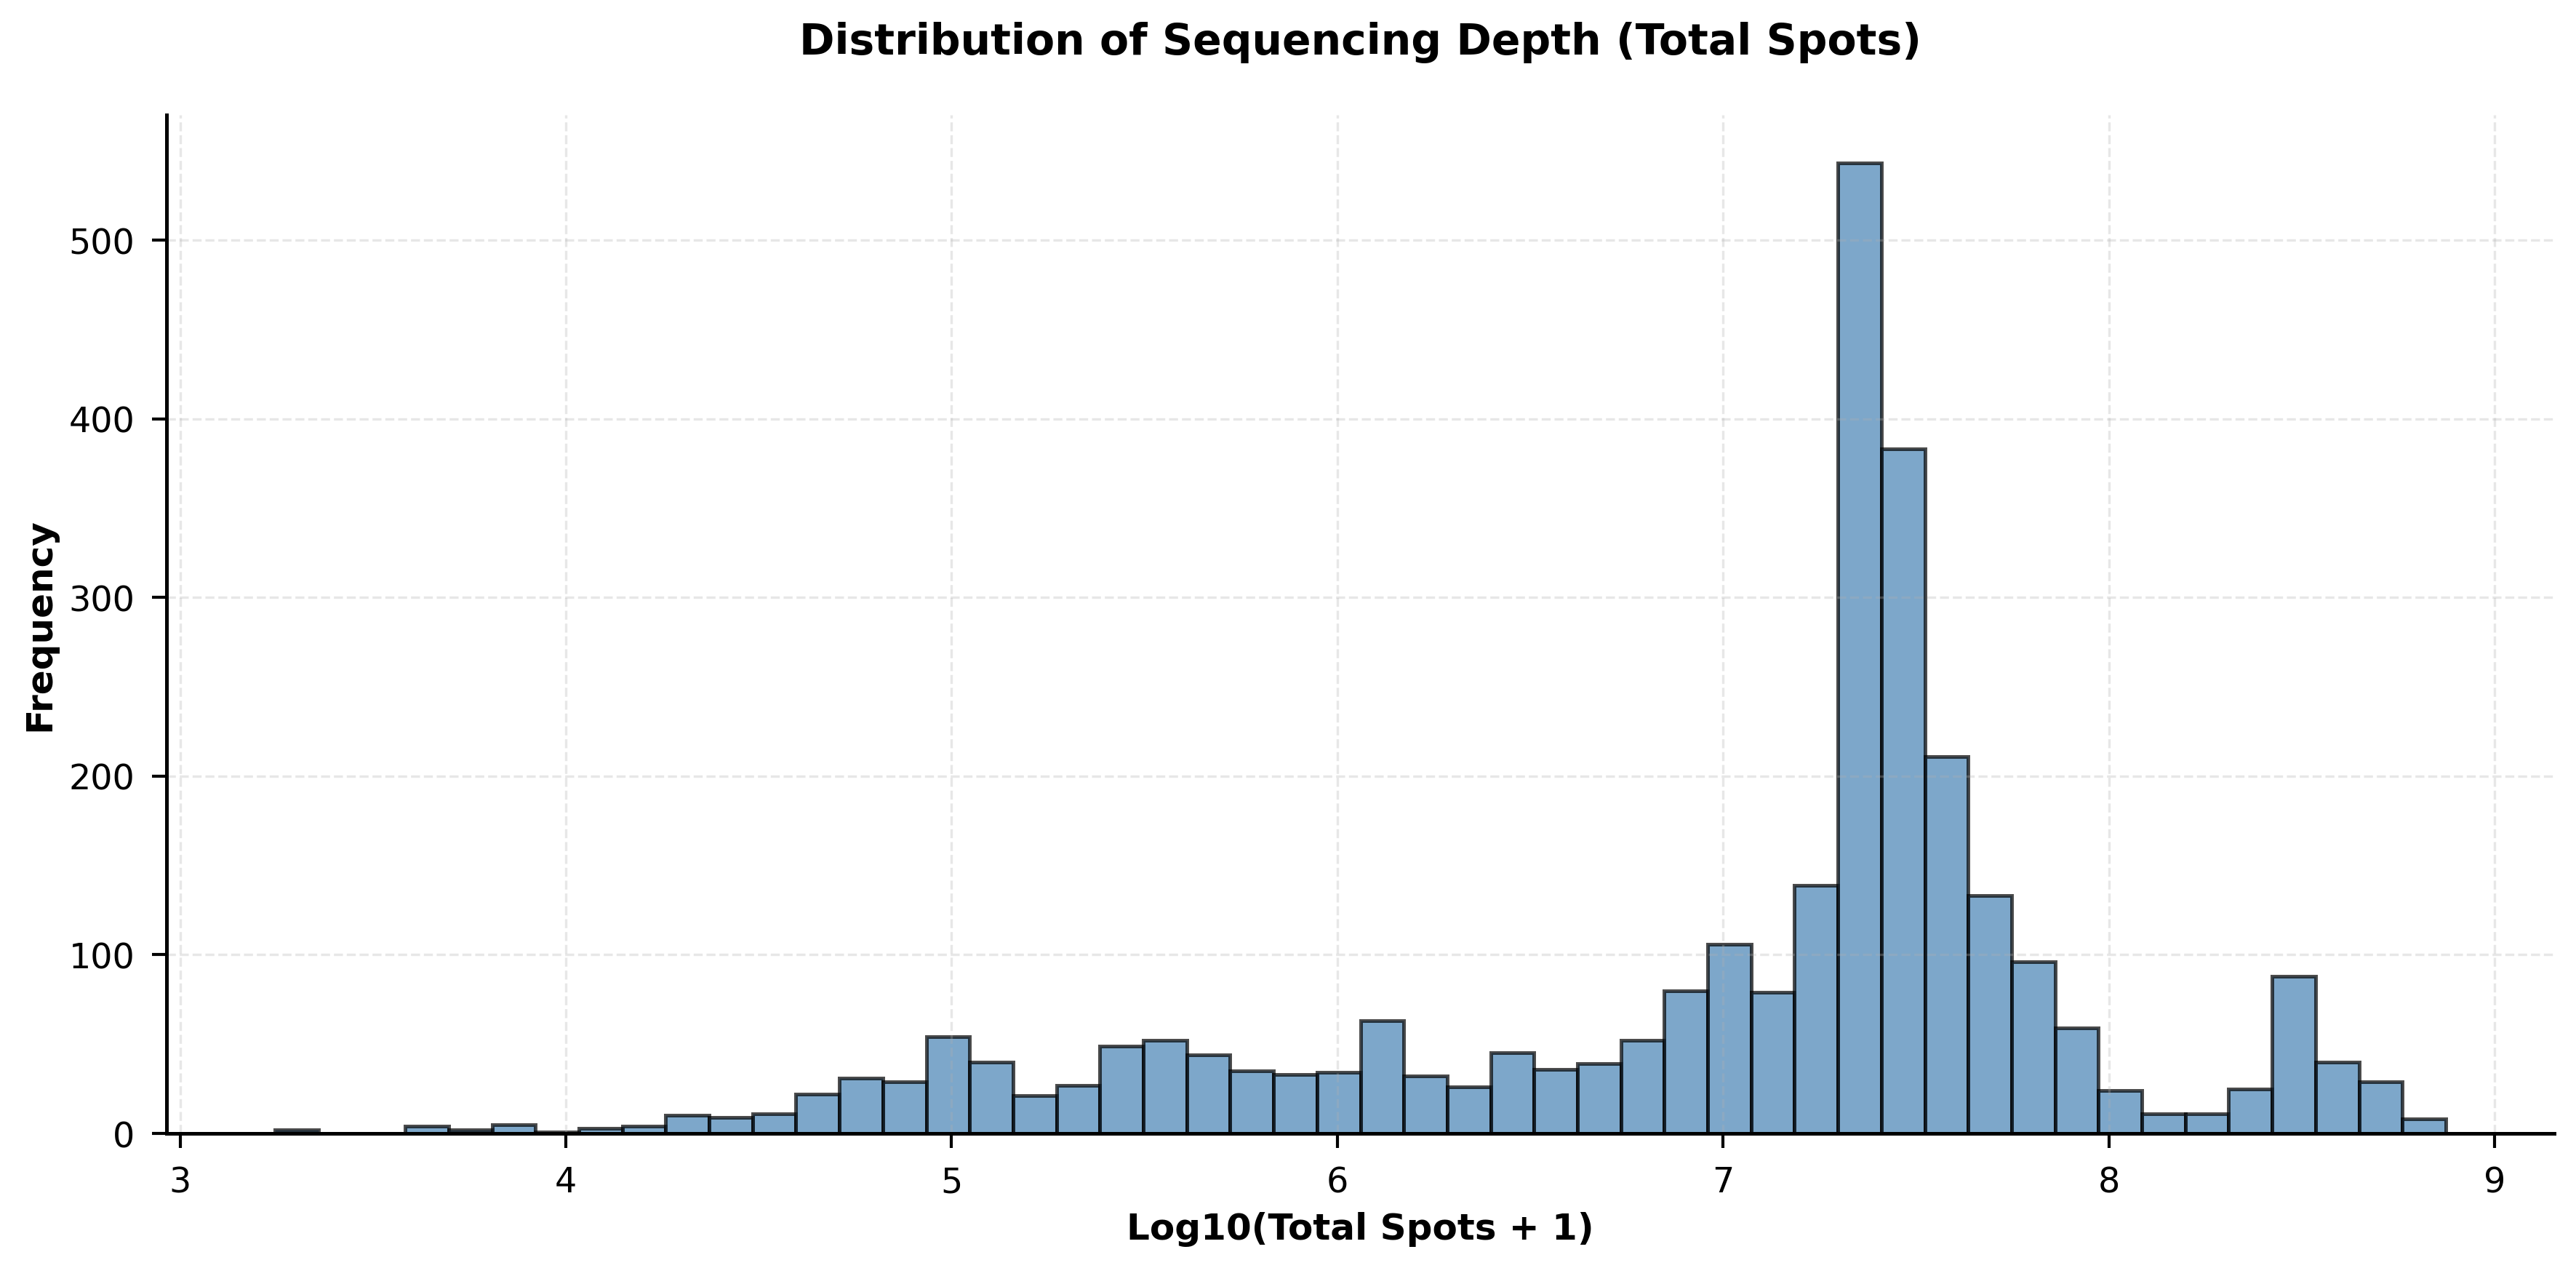 Distribution of Sequencing Depth (Total Spots)
Frequency
500
400
300
200
100
0
3 4 5 6 7 8 9
Log10(Total Spots + 1)